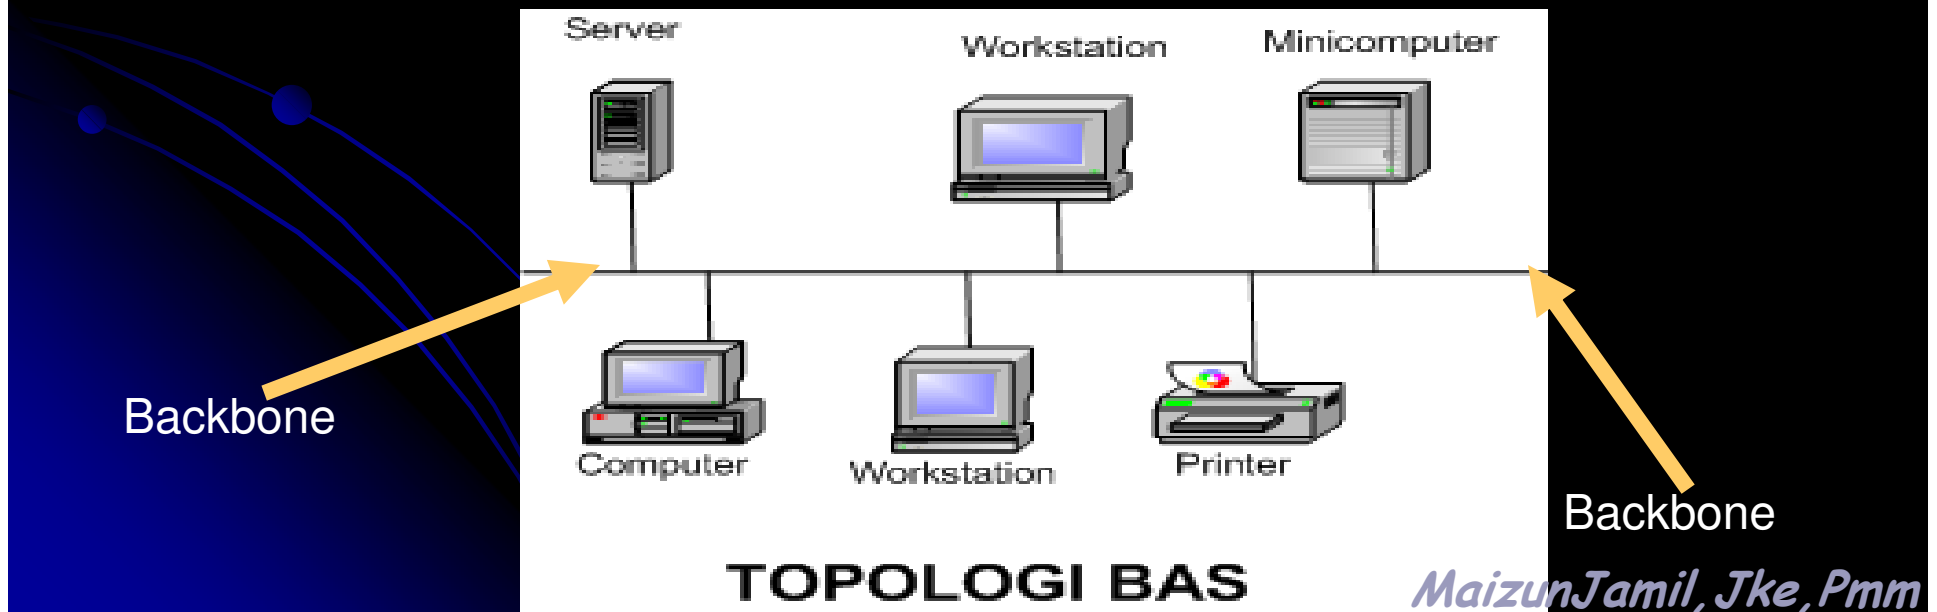 Server
Workstation
Minicomputer
Backbone
Computer
Workstation
Printer
Backbone
TOPOLOGI BAS
MaizunJamil, Jke, Pmm